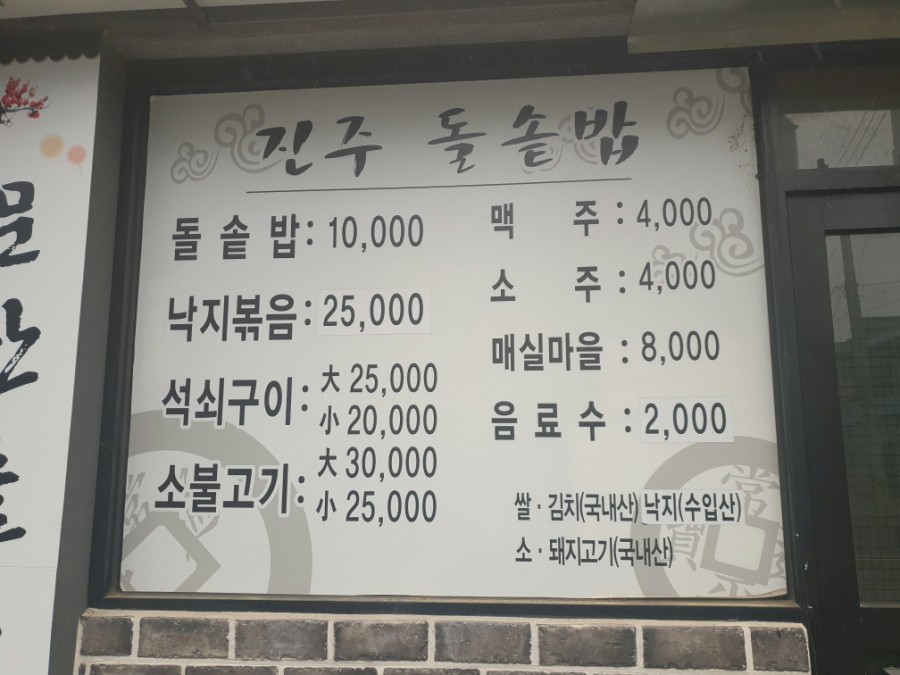 진주 돌솥밥
돌솥밥: 10,000
낙지볶음: 25,000
석쇠구이: 大 25,000
小 20,000
소불고기: 大 30,000
小 25,000
맥 주 : 4,000
소 주 : 4,000
매실마을 : 8,000
음료수 : 2,000
쌀 · 김치(국내산) 낙지(수입산)
소 · 돼지고기(국내산)